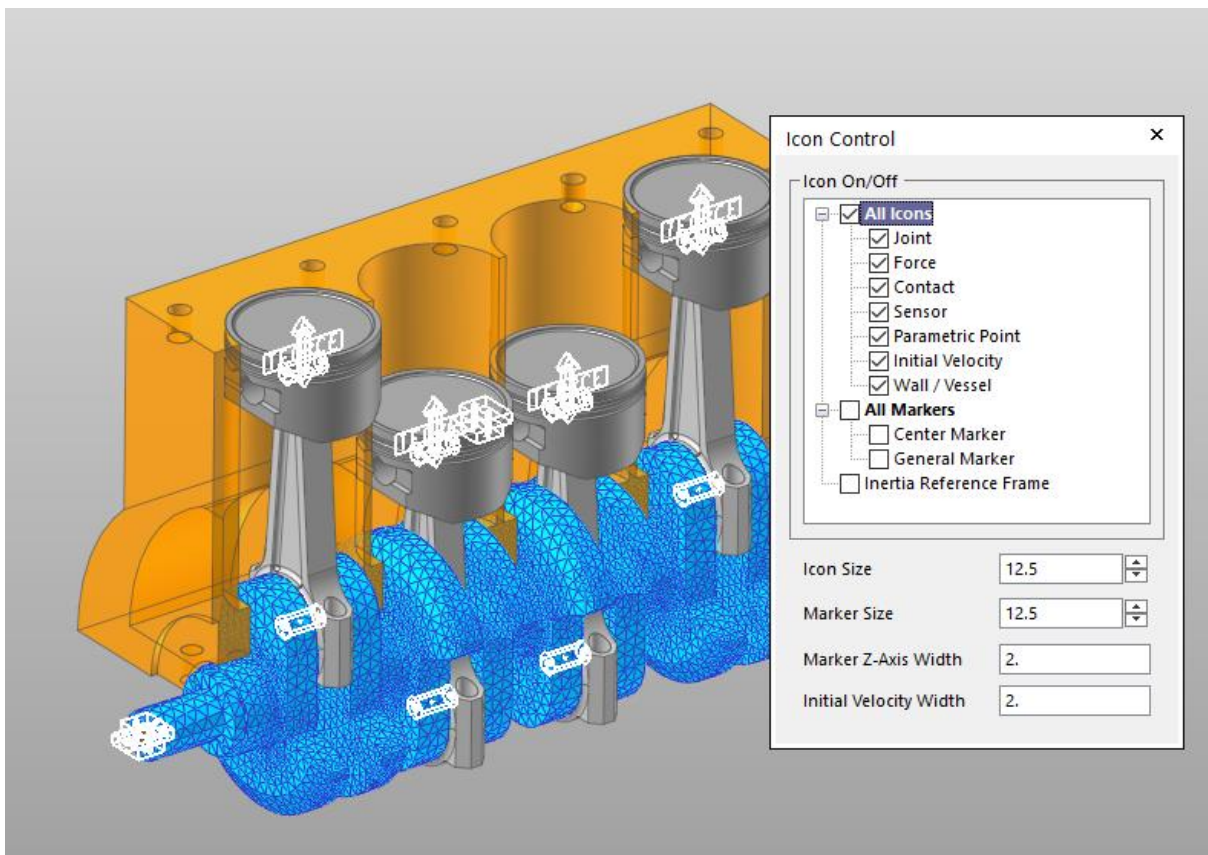 Icon Control
Icon On/Off
All Icons
Joint
Force
Contact
Sensor
Parametric Point
Initial Velocity
Wall / Vessel
All Markers
Center Marker
General Marker
Inertia Reference Frame
Icon Size 12.5
Marker Size 12.5
Marker Z-Axis Width 2.
Initial Velocity Width 2.